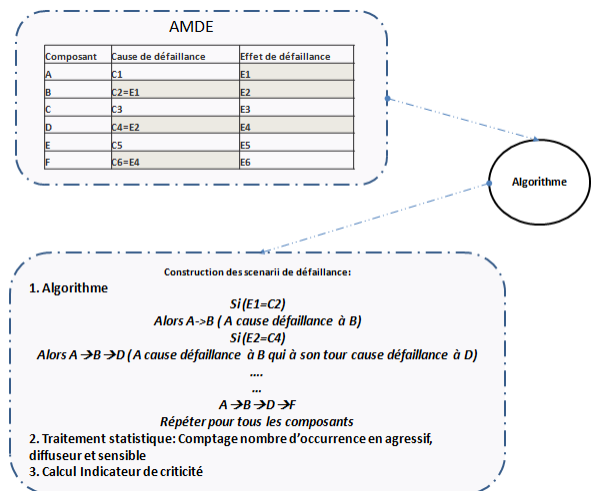 AMDE
Composant Cause de défaillance Effet de défaillance
A C1 E1
B C2=E1 E2
C C3 E3
D C4=E2 E4
E C5 E5
F C6=E4 E6
Algorithme
Construction des scenarii de défaillance:
1. Algorithme
Si (E1=C2)
Alors A->B ( A cause défaillance à B)
Si (E2=C4)
Alors A→B→D ( A cause défaillance à B qui à son tour cause défaillance à D)
....
...
A→B→D→F
Répéter pour tous les composants
2. Traitement statistique: Comptage nombre d'occurrence en agressif,
diffuseur et sensible
3. Calcul Indicateur de criticité